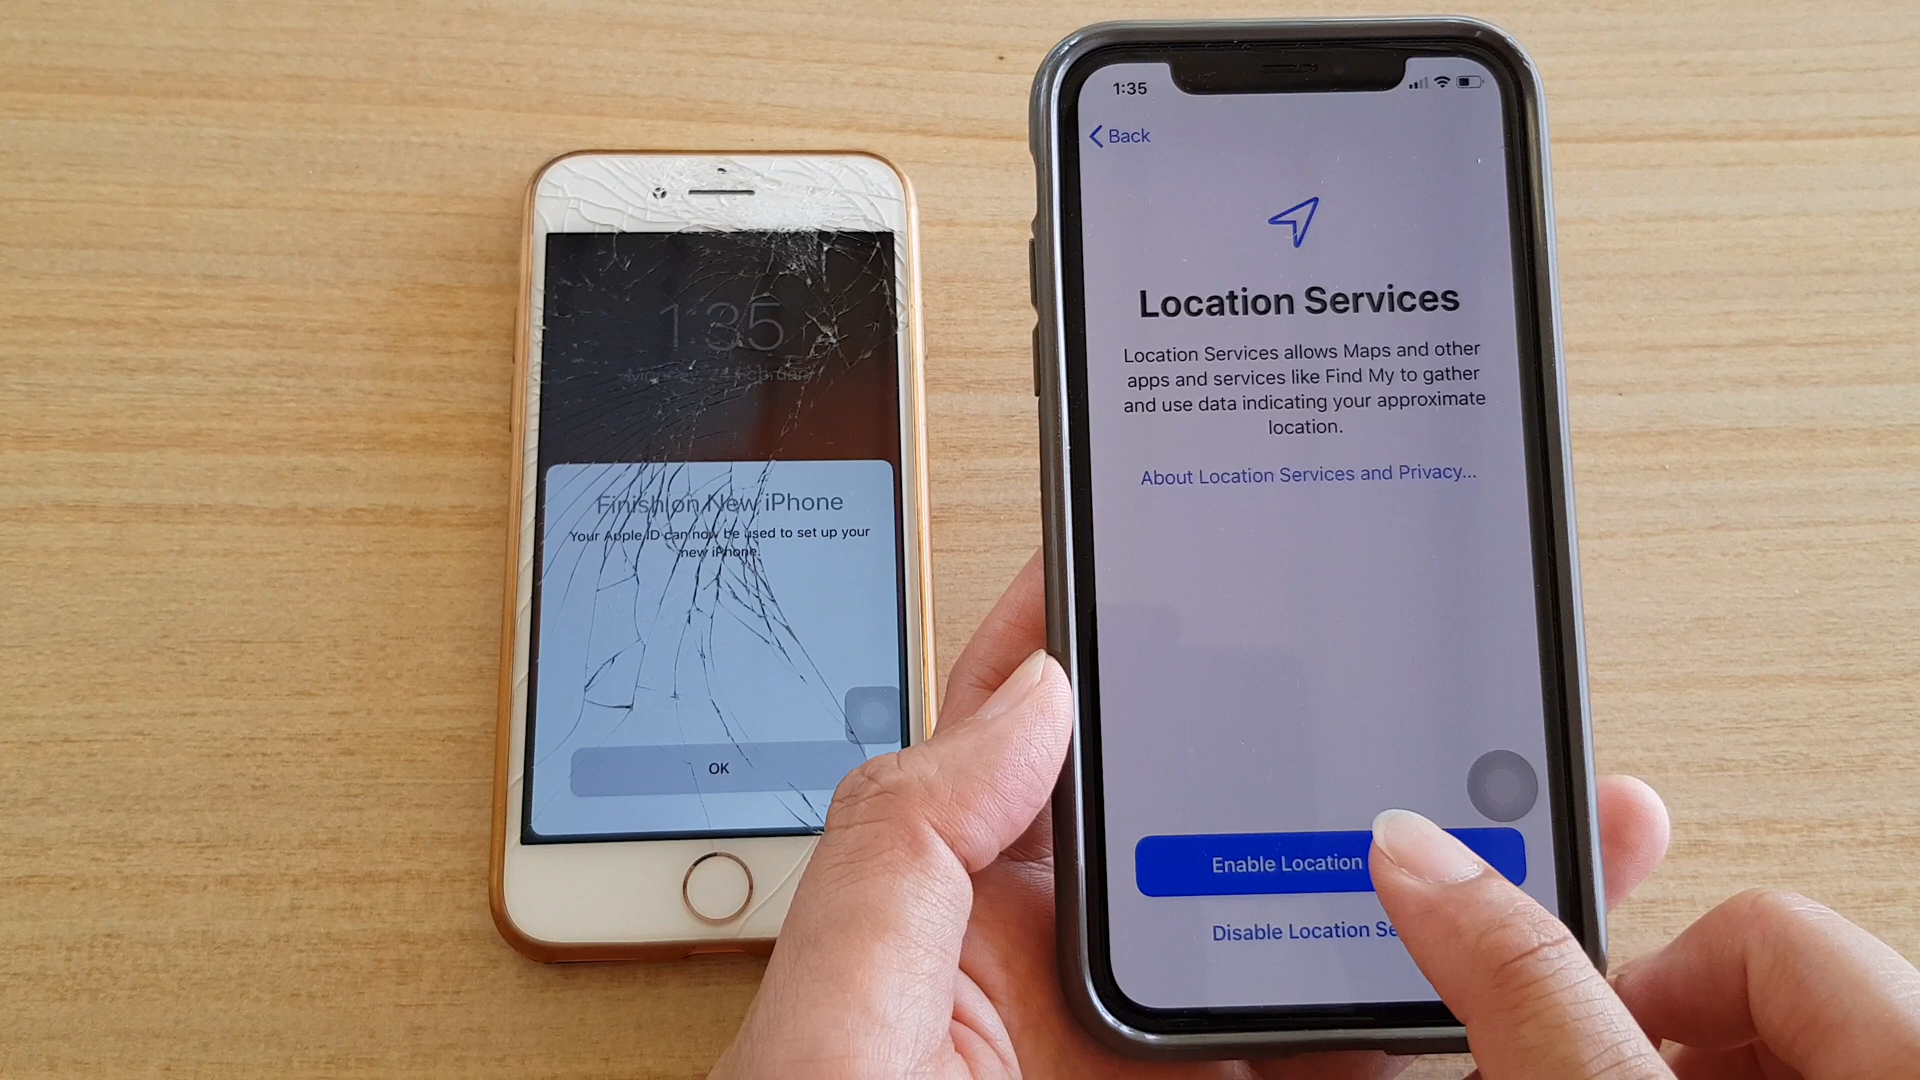 1:35
Finish on New iPhone
Your Apple ID can now be used to set up your
new iPhone.
OK
1:35
Back
Location Services
Location Services allows Maps and other
apps and services like Find My to gather
and use data indicating your approximate
location.
About Location Services and Privacy...
Enable Location
Disable Location Se